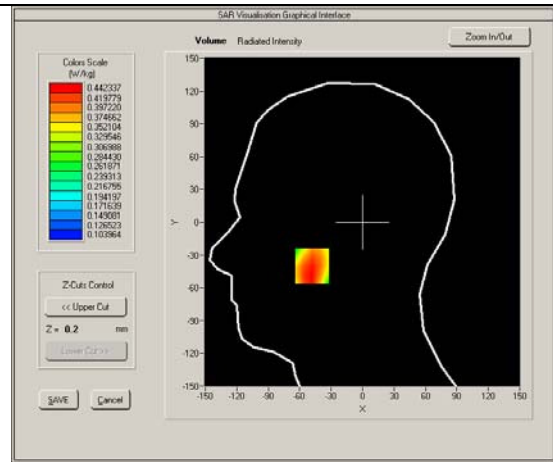 SAR Visualisation Graphical Interface
Volume Radiated Intensity
Zoom In/Out
Colors Scale
(W/kg)
0.442337
0.419779
0.397220
0.374662
0.352104
0.329546
0.306988
0.284430
0.261871
0.239313
0.216755
0.194197
0.171639
0.149081
0.126523
0.103964
Z-Cuts Control
<< Upper Cut
Z = 0.2 mm
Lower Cut >>
SAVE Cancel
150
120
90
60
30
0
Y
-30
-60
-90
-120
-150
-150 -120 -90 -60 -30 0 30 60 90 120 150
X